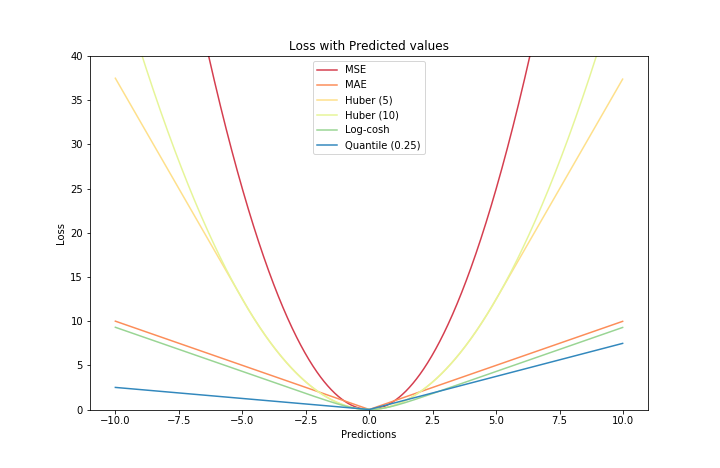 Loss with Predicted values
40
35
30
25
20
15
10
5
0
Loss
MSE
MAE
Huber (5)
Huber (10)
Log-cosh
Quantile (0.25)
−10.0 −7.5 −5.0 −2.5 0.0 2.5 5.0 7.5 10.0
Predictions